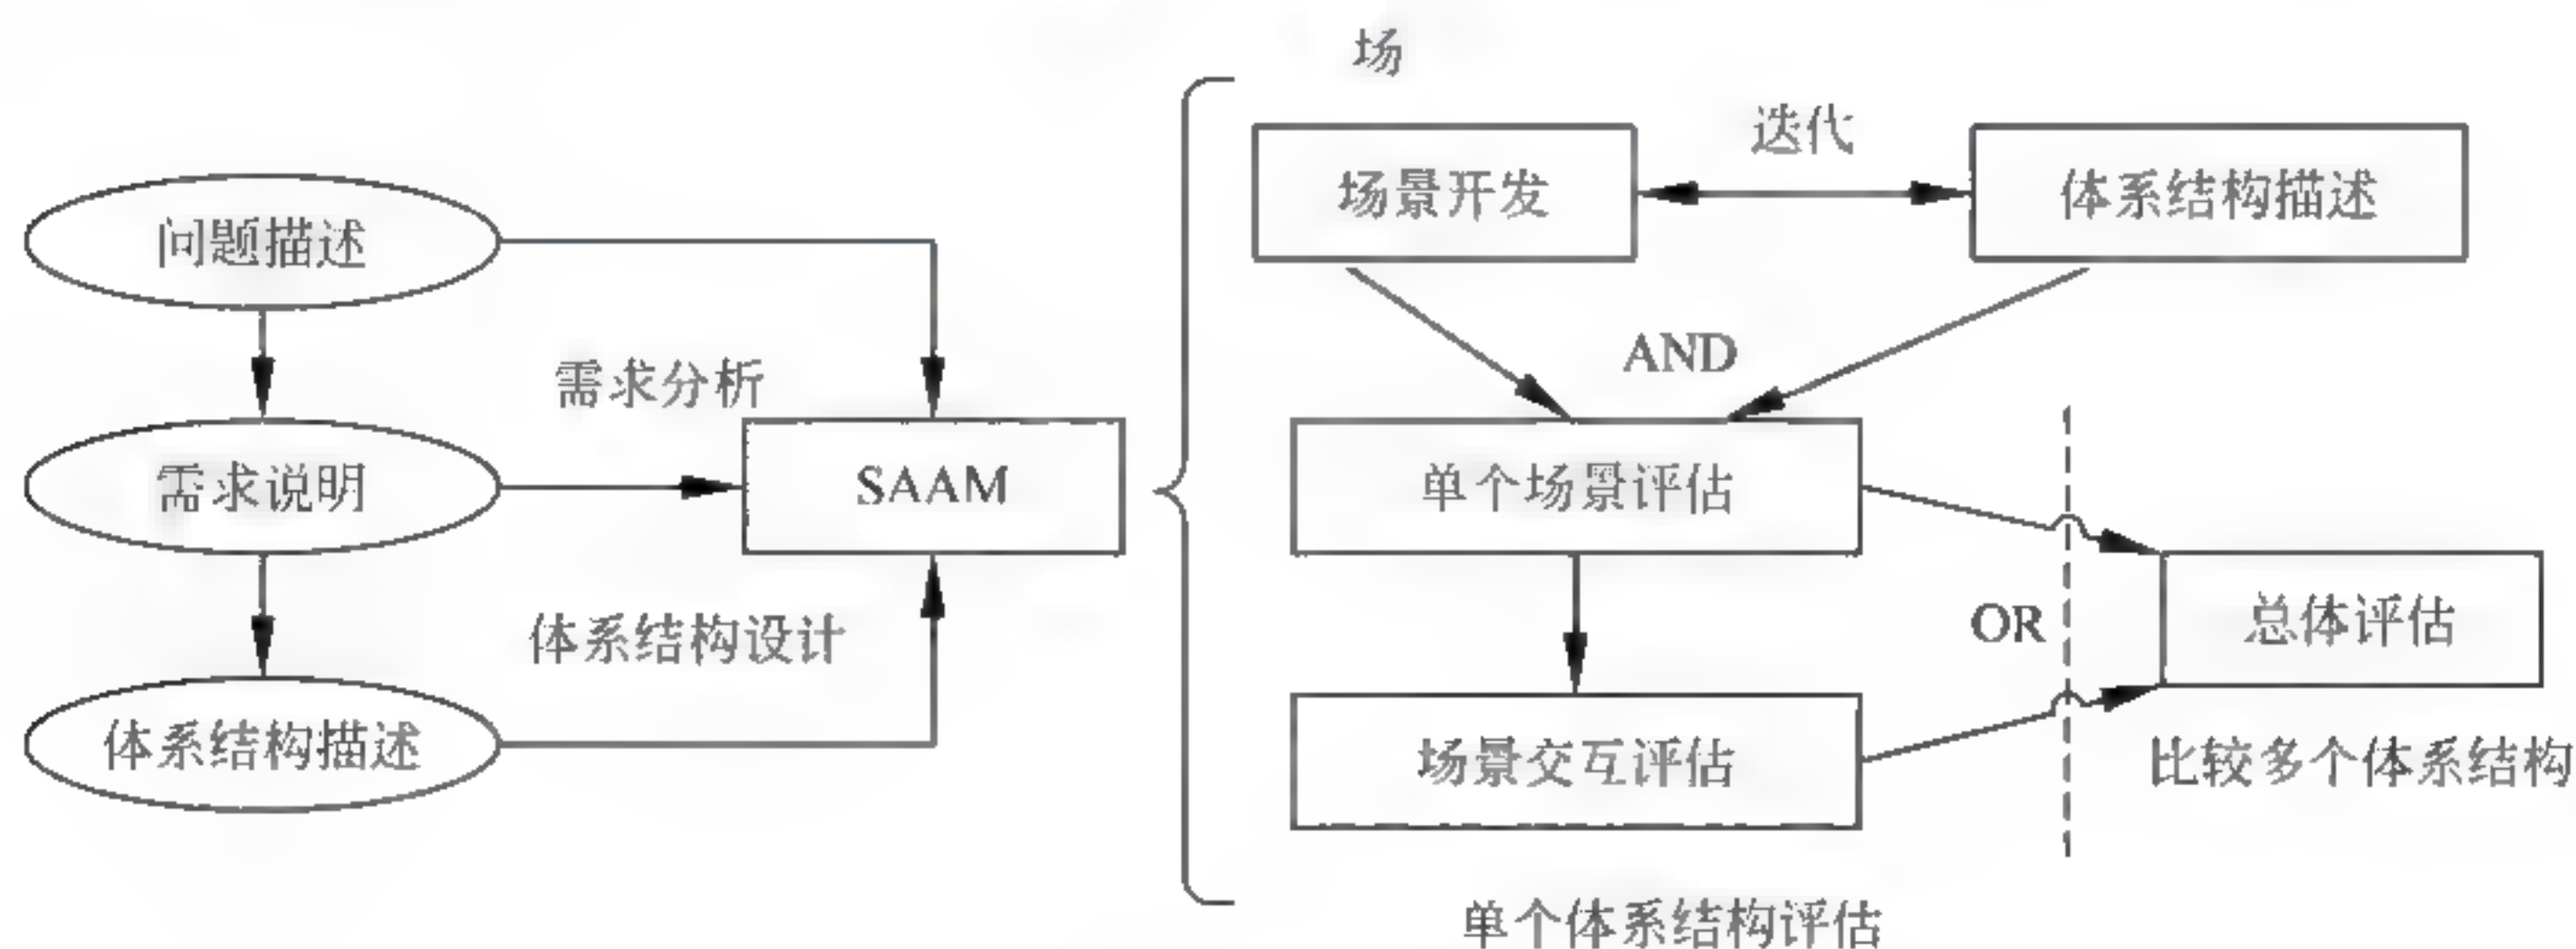 问题描述
需求分析
需求说明
SAAM
体系结构设计
体系结构描述
场
场景开发
迭代
体系结构描述
AND
单个场景评估
OR
总体评估
场景交互评估
比较多个体系结构
单个体系结构评估